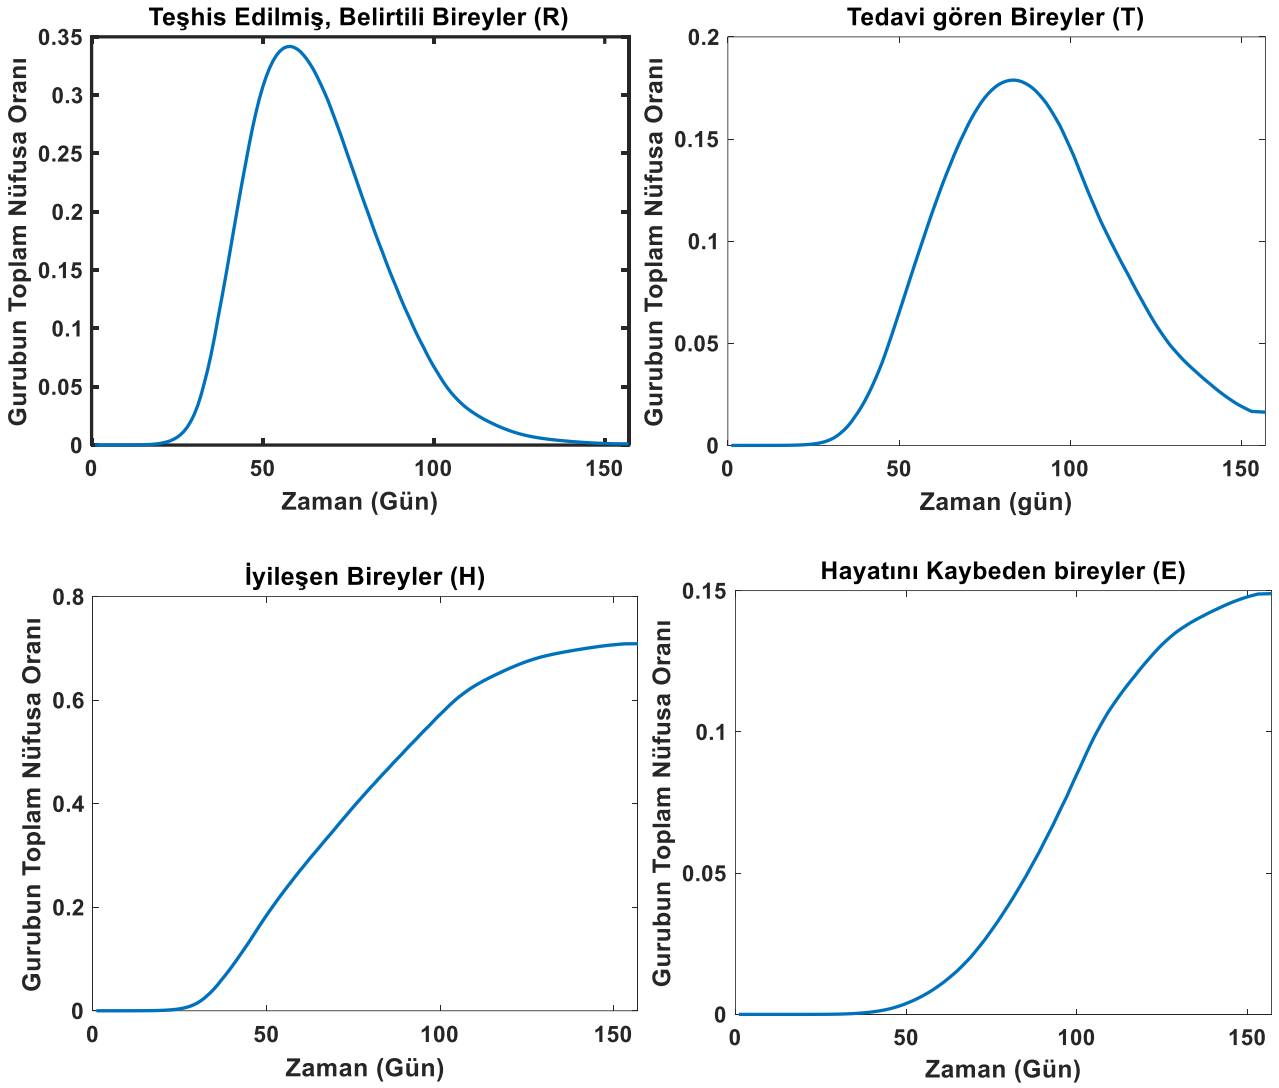 Teşhis Edilmiş, Belirtili Bireyler (R)
Gurubun Toplam Nüfusa Oranı
0.35
0.3
0.25
0.2
0.15
0.1
0.05
0
0 50 100 150
Zaman (Gün)
Tedavi gören Bireyler (T)
Gurubun Toplam Nüfusa Oranı
0.2
0.15
0.1
0.05
0
0 50 100 150
Zaman (gün)
İyileşen Bireyler (H)
Gurubun Toplam Nüfusa Oranı
0.8
0.6
0.4
0.2
0
0 50 100 150
Zaman (Gün)
Hayatını Kaybeden bireyler (E)
Gurubun Toplam Nüfusa Oranı
0.15
0.1
0.05
0
0 50 100 150
Zaman (Gün)